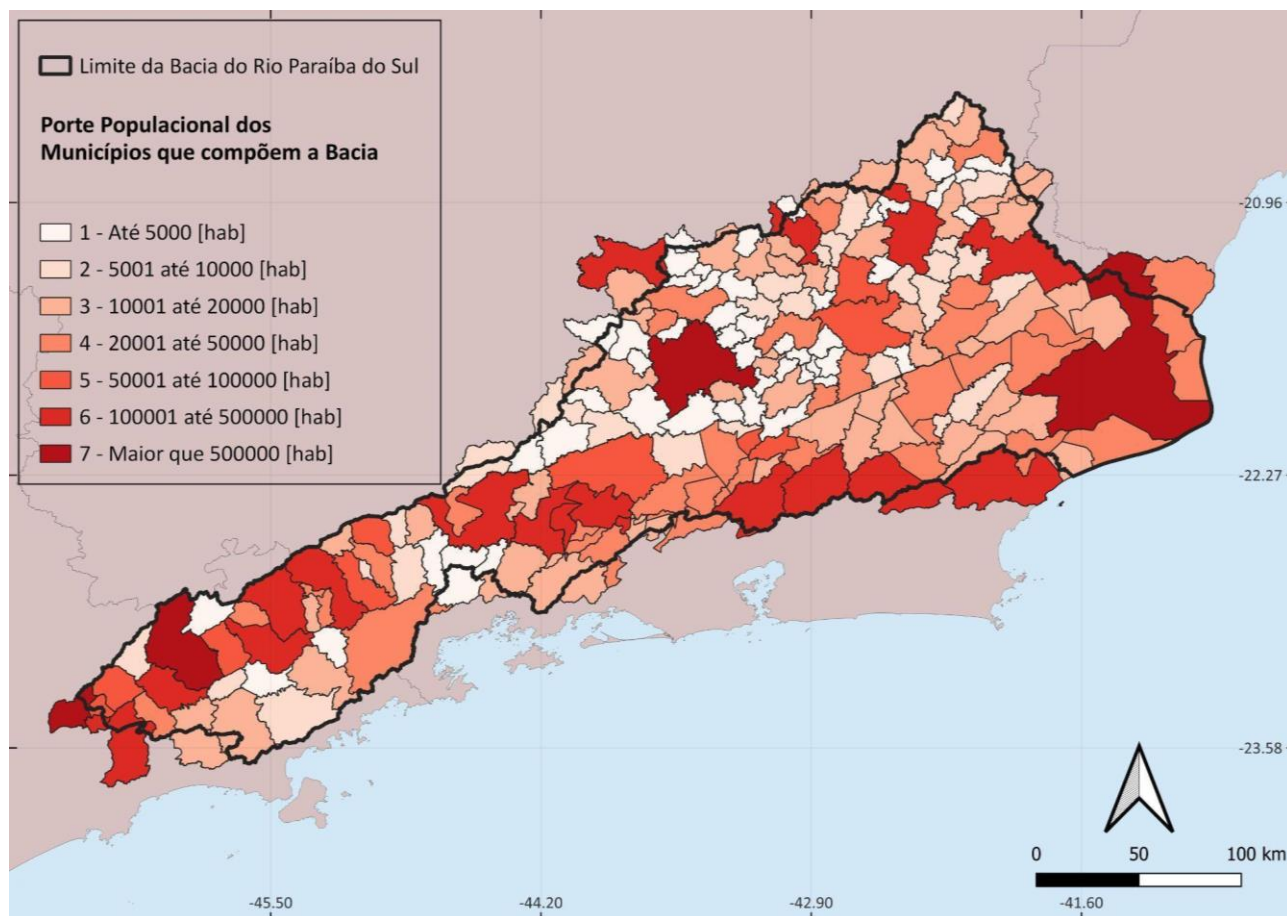 Limite da Bacia do Rio Paraíba do Sul
Porte Populacional dos
Municípios que compõem a Bacia
1 - Até 5000 [hab]
2 - 5001 até 10000 [hab]
3 - 10001 até 20000 [hab]
4 - 20001 até 50000 [hab]
5 - 50001 até 100000 [hab]
6 - 100001 até 500000 [hab]
7 - Maior que 500000 [hab]
-20.96
-22.27
-23.58
0 50 100 km
-45.50 -44.20 -42.90 -41.60